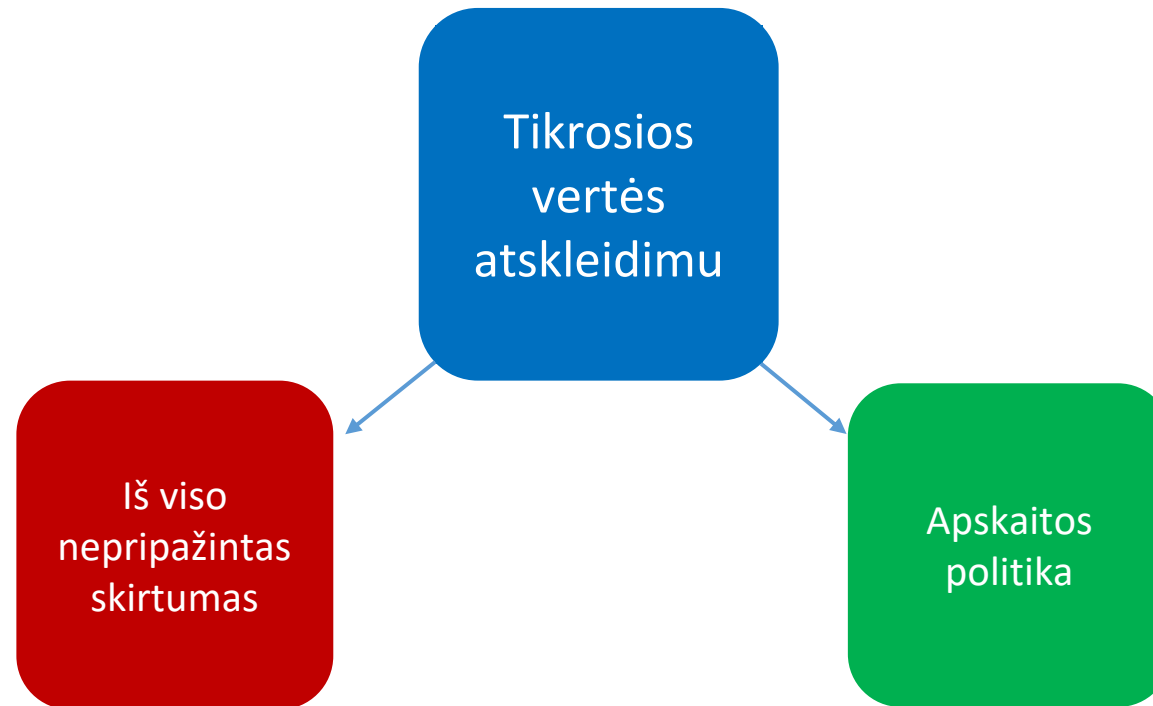 Tikrosios
vertės
atskleidimu
Iš viso
nepripažintas
skirtumas
Apskaitos
politika